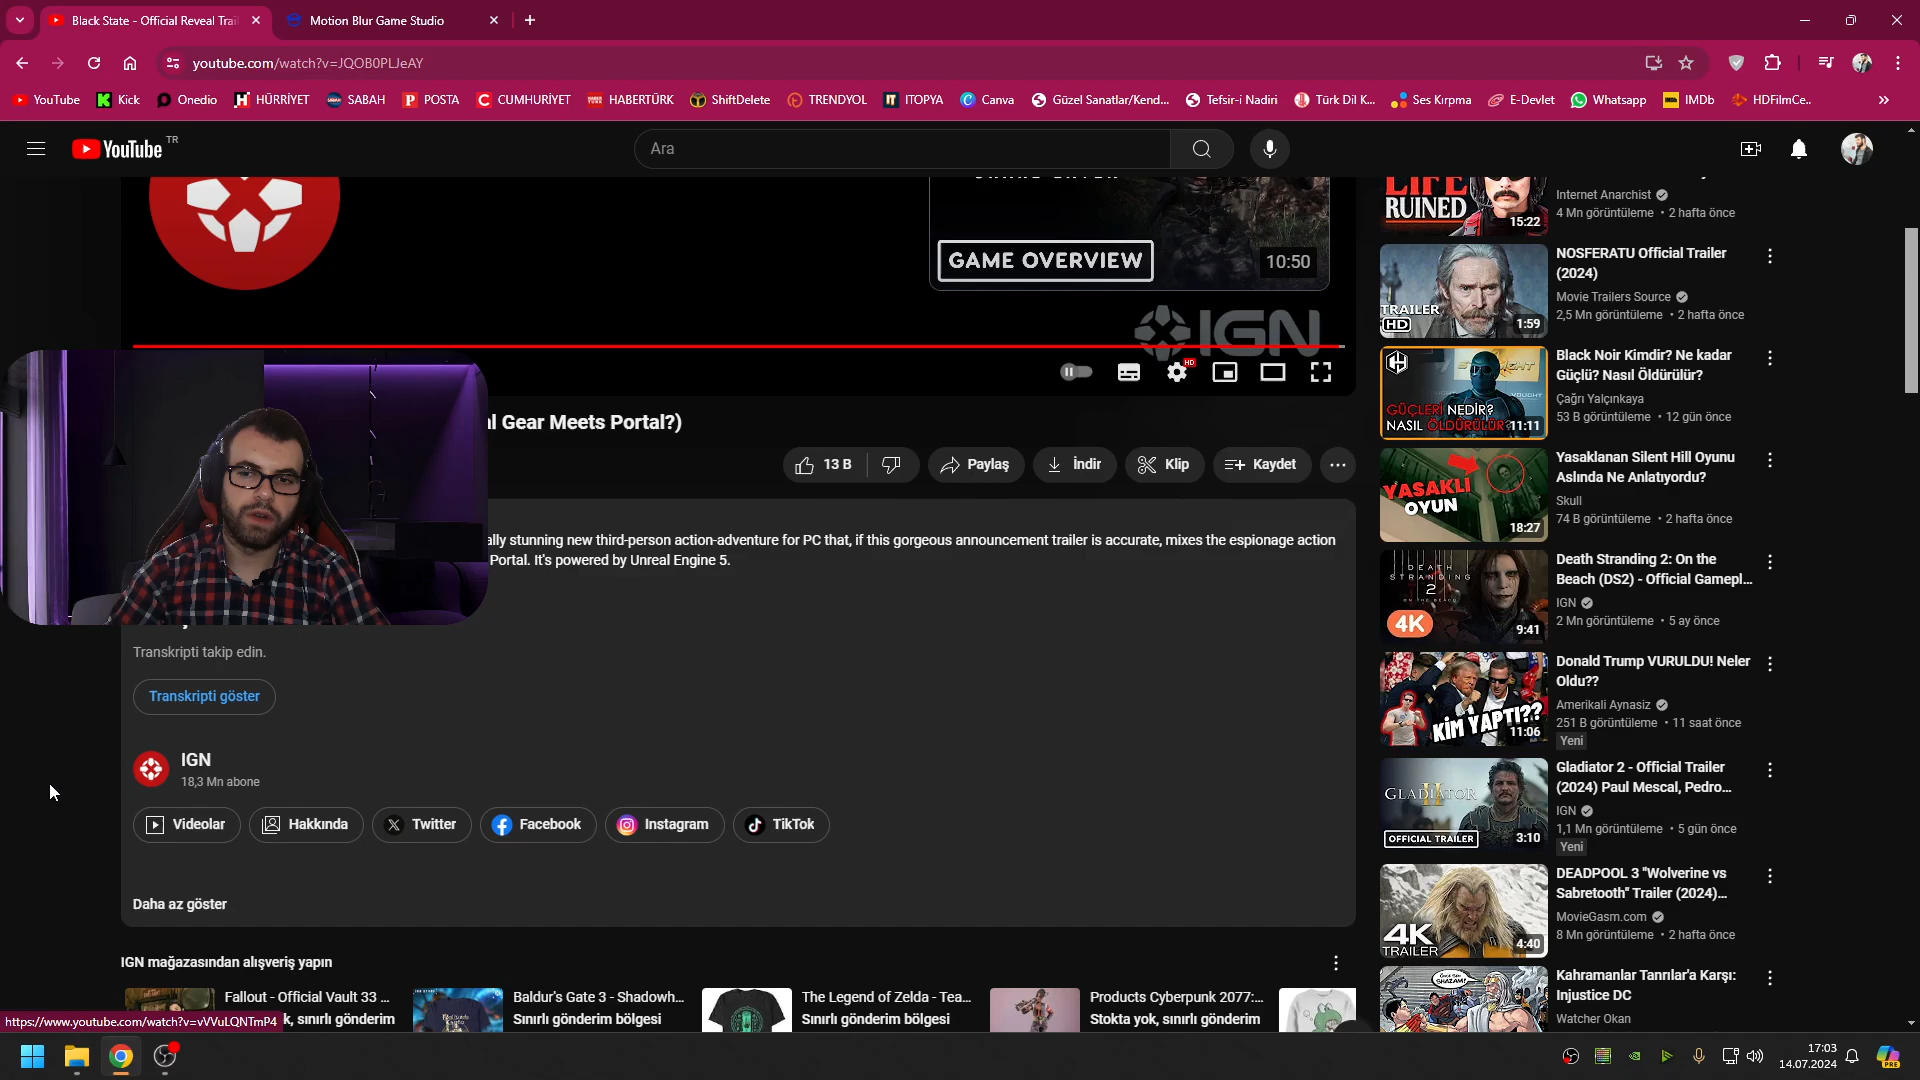 Black State - Official Reveal Trai
Motion Blur Game Studio
youtube.com/watch?v=JQOB0PLJeAY
YouTube
Kick
Onedio
HÜRRİYET
SABAH
POSTA
CUMHURİYET
HABERTÜRK
ShiftDelete
TRENDYOL
ITOPYA
Canva
Güzel Sanatlar/Kend...
Tefsir-i Nadiri
Türk Dil K...
Ses Kırpma
E-Devlet
Whatsapp
IMDb
HDFilmCe..
YouTube TR
Ara
GAME OVERVIEW
10:50
IGN
HD
l Gear Meets Portal?)
13 B
Paylaş
İndir
Klip
Kaydet
ally stunning new third-person action-adventure for PC that, if this gorgeous announcement trailer is accurate, mixes the espionage action
Portal. It's powered by Unreal Engine 5.
Transkripti takip edin.
Transkripti göster
IGN
18,3 Mn abone
Videolar
Hakkında
Twitter
Facebook
Instagram
TikTok
Daha az göster
IGN mağazasından alışveriş yapın
Fallout - Official Vault 33 ...
k, sınırlı gönderim
Baldur's Gate 3 - Shadowh...
Sınırlı gönderim bölgesi
The Legend of Zelda - Tea...
Sınırlı gönderim bölgesi
Products Cyberpunk 2077:...
Stokta yok, sınırlı gönderim
https://www.youtube.com/watch?v=vVVuLQNTmP4
LIFE
RUINED
15:22
Internet Anarchist
4 Mn görüntüleme • 2 hafta önce
TRAILER
HD
1:59
NOSFERATU Official Trailer
(2024)
Movie Trailers Source
2,5 Mn görüntüleme • 2 hafta önce
GÜÇLERİ NEDİR?
NASIL ÖLDÜRÜLÜR?
11:11
Black Noir Kimdir? Ne kadar
Güçlü? Nasıl Öldürülür?
Çağrı Yalçınkaya
53 B görüntüleme • 12 gün önce
YASAKLI
OYUN
18:27
Yasaklanan Silent Hill Oyunu
Aslında Ne Anlatıyordu?
Skull
74 B görüntüleme • 2 hafta önce
DEATH
STRANDING
2
ON THE BEACH
4K
9:41
Death Stranding 2: On the
Beach (DS2) - Official Gamepl...
IGN
2 Mn görüntüleme • 5 ay önce
KİM YAPTI??
11:06
Donald Trump VURULDU! Neler
Oldu??
Amerikali Aynasiz
251 B görüntüleme • 11 saat önce
Yeni
GLADIATOR
II
OFFICIAL TRAILER
3:10
Gladiator 2 - Official Trailer
(2024) Paul Mescal, Pedro...
IGN
1,1 Mn görüntüleme • 5 gün önce
Yeni
4K
TRAILER
4:40
DEADPOOL 3 "Wolverine vs
Sabretooth" Trailer (2024)...
MovieGasm.com
8 Mn görüntüleme • 2 hafta önce
Kahramanlar Tanrılar'a Karşı:
Injustice DC
Watcher Okan
17:03
14.07.2024
PRE